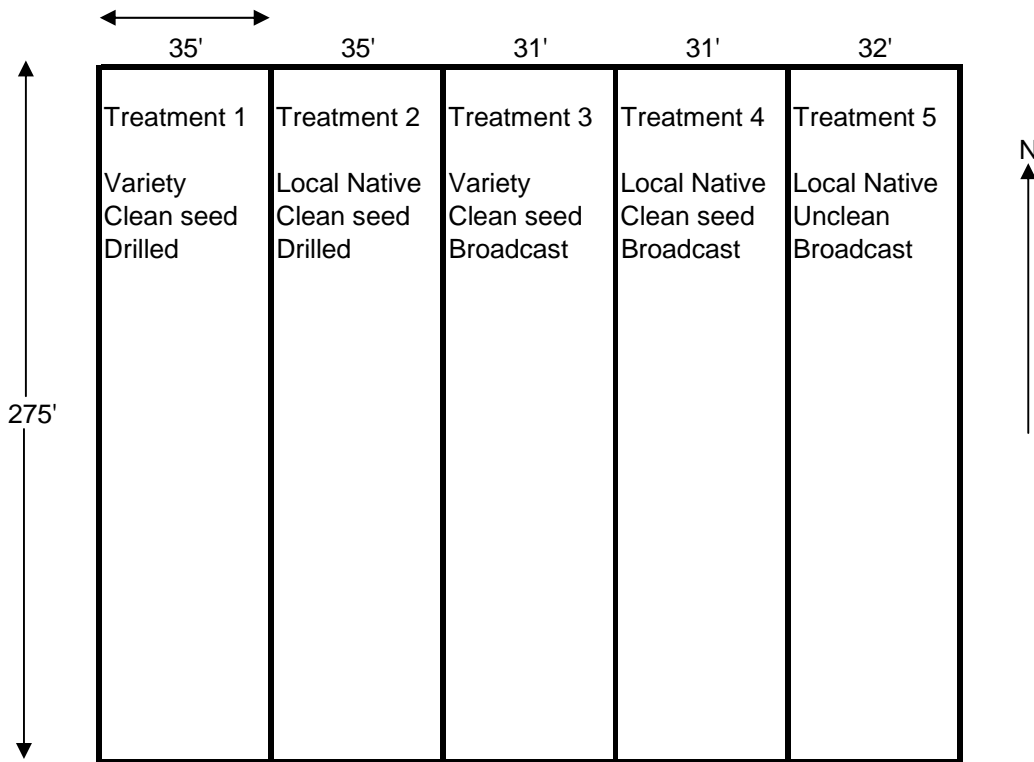 35' 35' 31' 31' 32'
Treatment 1 Treatment 2 Treatment 3 Treatment 4 Treatment 5
Variety Local Native Variety Local Native Local Native
Clean seed Clean seed Clean seed Clean seed Unclean
Drilled Drilled Broadcast Broadcast Broadcast
N
275'